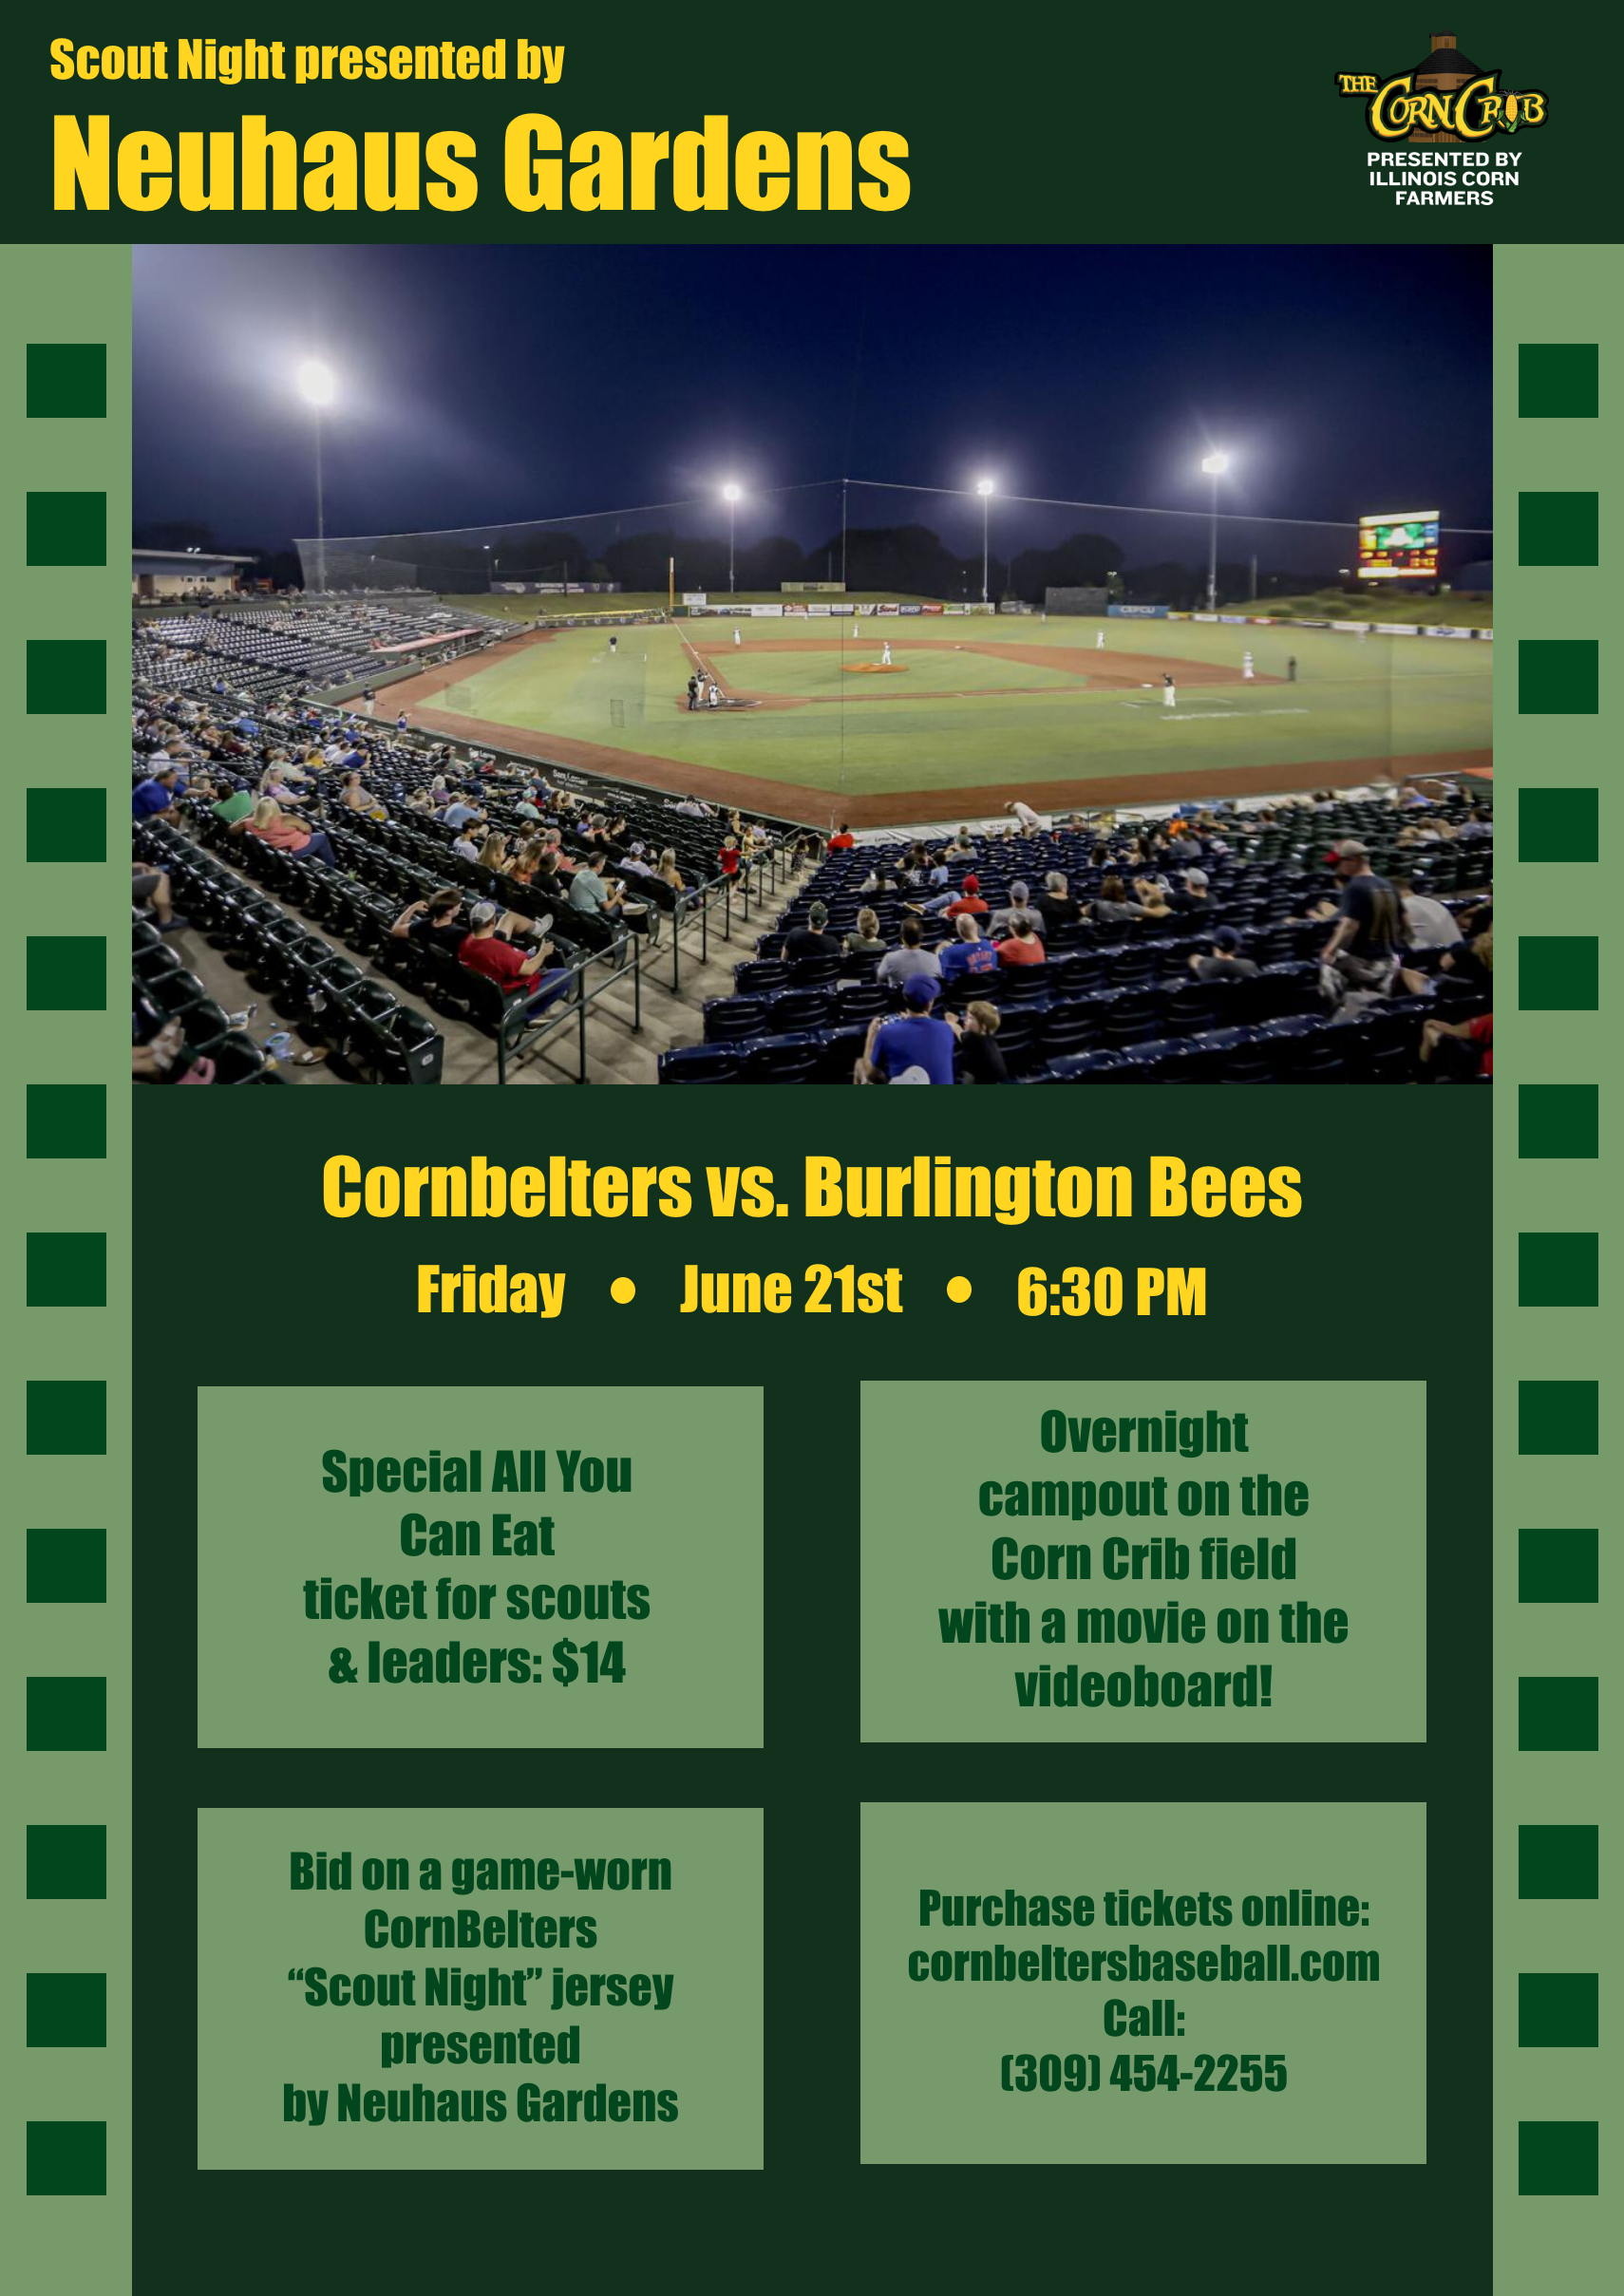 Scout Night presented by
Neuhaus Gardens
THE
CORN CRIB
PRESENTED BY
ILLINOIS CORN
FARMERS
CEFCU
BRYANT
Cornbelters vs. Burlington Bees
Friday • June 21st • 6:30 PM
Special All You
Can Eat
ticket for scouts
& leaders: $14
Overnight
campout on the
Corn Crib field
with a movie on the
videoboard!
Bid on a game-worn
CornBelters
“Scout Night” jersey
presented
by Neuhaus Gardens
Purchase tickets online:
cornbeltersbaseball.com
Call:
(309) 454-2255